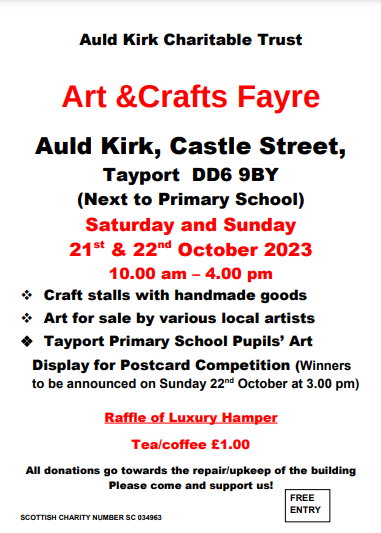 Auld Kirk Charitable Trust
Art &Crafts Fayre
Auld Kirk, Castle Street,
Tayport DD6 9BY
(Next to Primary School)
Saturday and Sunday
21st & 22nd October 2023
10.00 am – 4.00 pm
❖ Craft stalls with handmade goods
❖ Art for sale by various local artists
❖ Tayport Primary School Pupils’ Art
Display for Postcard Competition (Winners
to be announced on Sunday 22nd October at 3.00 pm)
Raffle of Luxury Hamper
Tea/coffee £1.00
All donations go towards the repair/upkeep of the building
Please come and support us!
FREE
ENTRY
SCOTTISH CHARITY NUMBER SC 034963